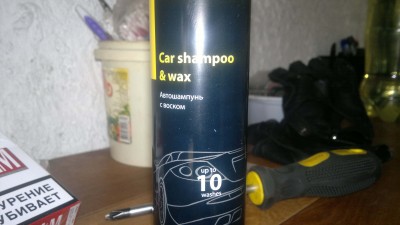 Car shampoo
& wax
Автошампунь
с воском
up to
10
washes
УРЕНИЕ
УБИВАЕТ